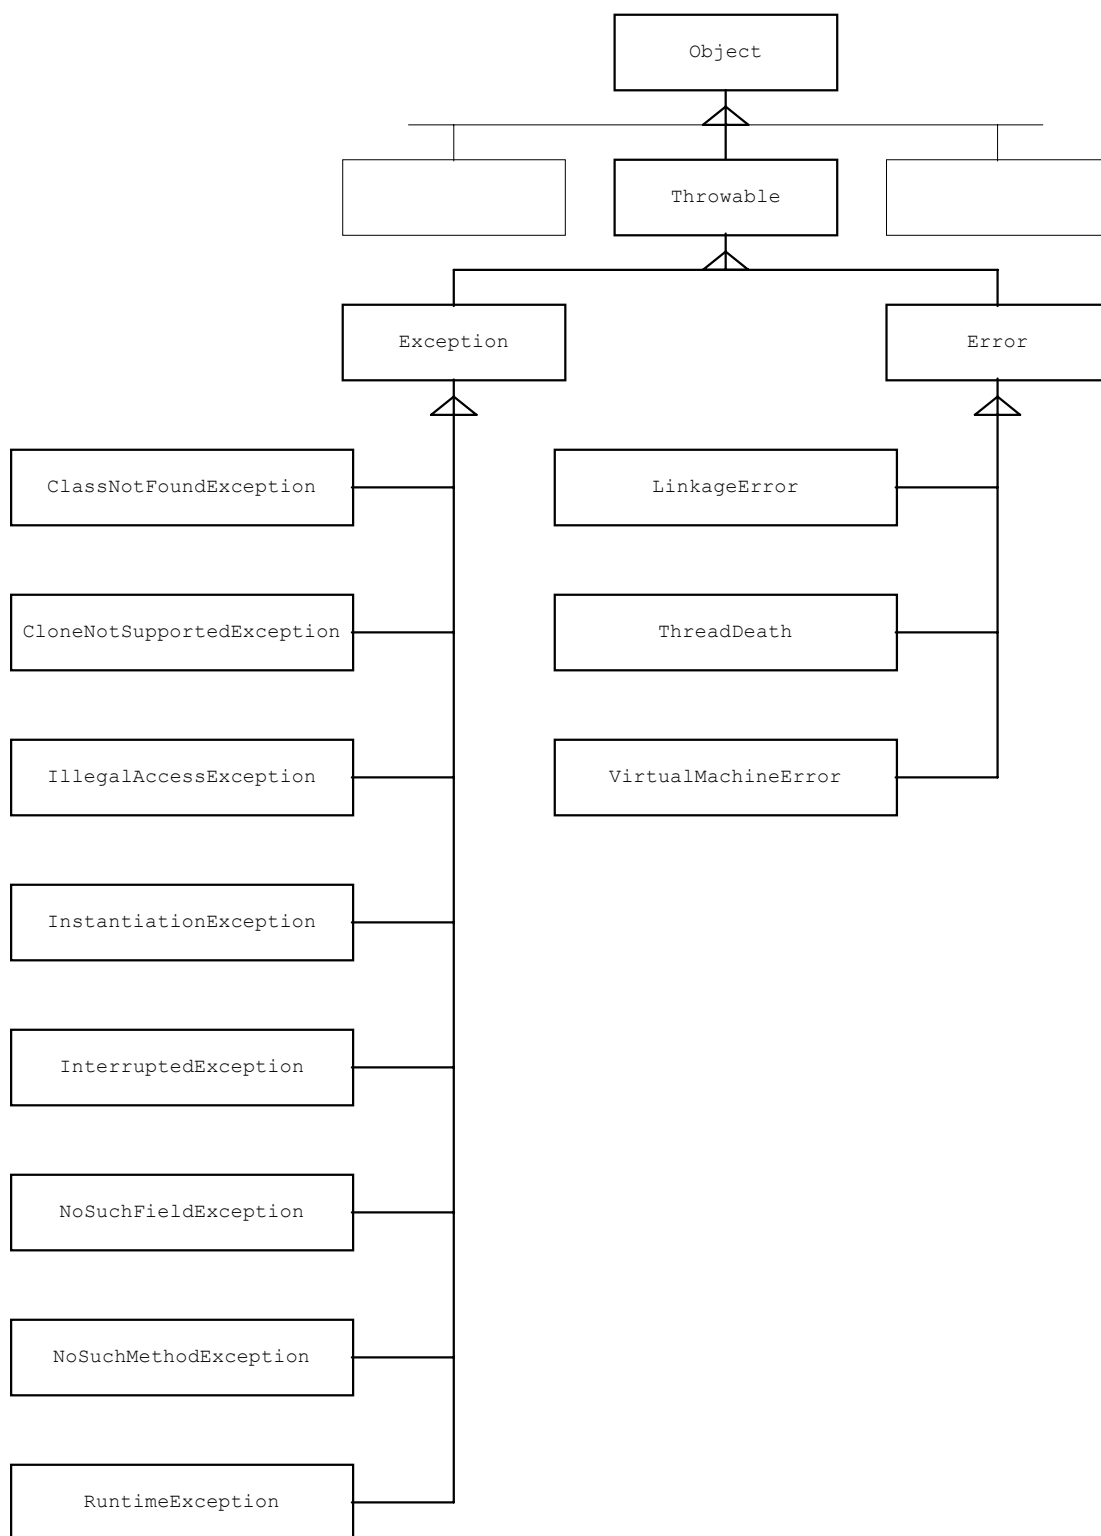 Object
Throwable
Exception
Error
ClassNotFoundException
LinkageError
CloneNotSupportedException
ThreadDeath
IllegalAccessException
VirtualMachineError
InstantiationException
InterruptedException
NoSuchFieldException
NoSuchMethodException
RuntimeException